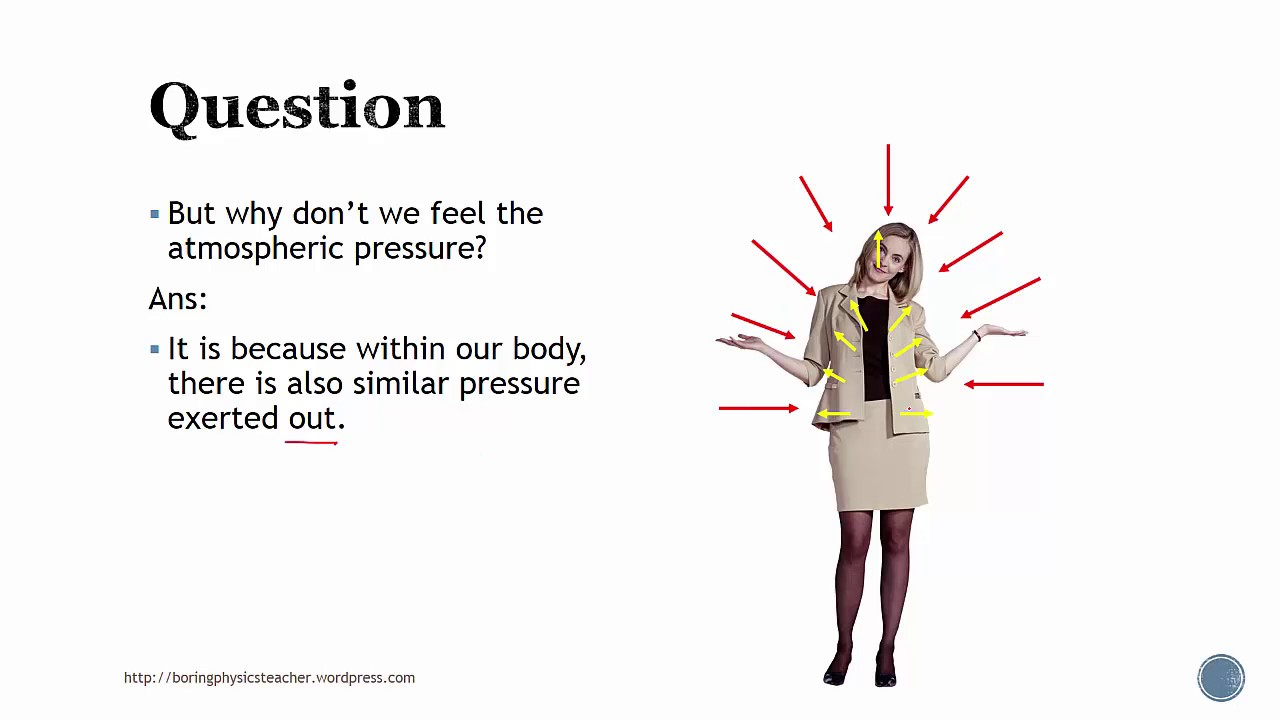 Question
▪ But why don’t we feel the
atmospheric pressure?
Ans:
▪ It is because within our body,
there is also similar pressure
exerted out.
http://boringphysicsteacher.wordpress.com